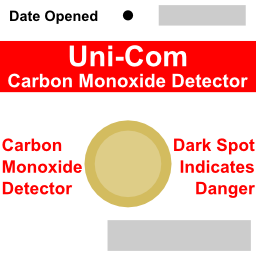 Date Opened
Uni-Com
Carbon Monoxide Detector
Carbon
Monoxide
Detector
Dark Spot
Indicates
Danger